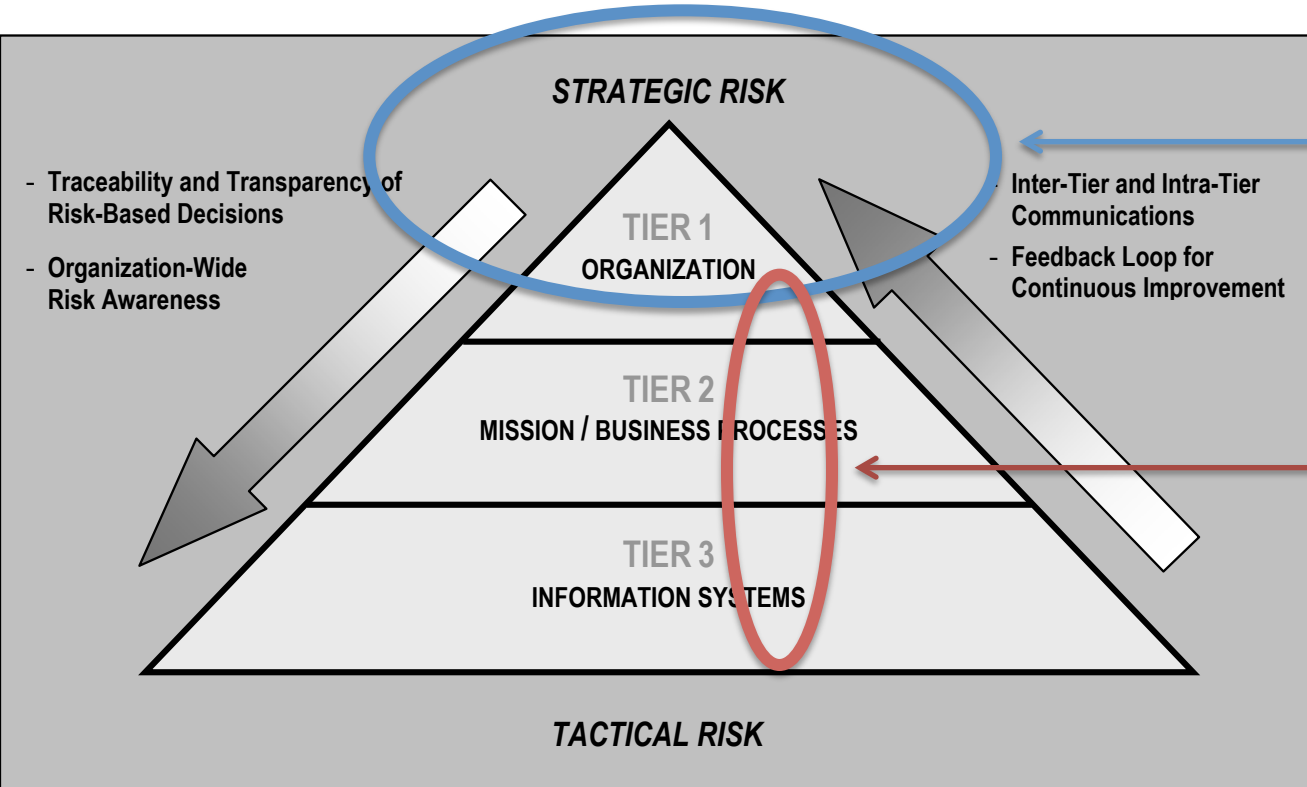 STRATEGIC RISK
- Traceability and Transparency of
Risk-Based Decisions
- Organization-Wide
Risk Awareness
- Inter-Tier and Intra-Tier
Communications
- Feedback Loop for
Continuous Improvement
TIER 1
ORGANIZATION
TIER 2
MISSION / BUSINESS PROCESSES
TIER 3
INFORMATION SYSTEMS
TACTICAL RISK